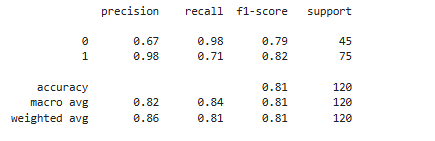 precision recall f1-score support
0 0.67 0.98 0.79 45
1 0.98 0.71 0.82 75
accuracy 0.81 120
macro avg 0.82 0.84 0.81 120
weighted avg 0.86 0.81 0.81 120